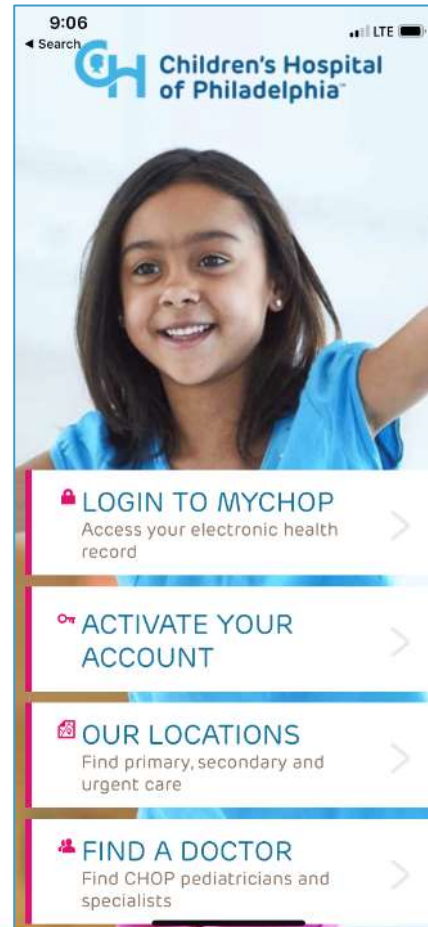 9:06
LTE
Search
Children's Hospital
of Philadelphia™
LOGIN TO MYCHOP
Access your electronic health
record
ACTIVATE YOUR
ACCOUNT
OUR LOCATIONS
Find primary, secondary and
urgent care
FIND A DOCTOR
Find CHOP pediatricians and
specialists